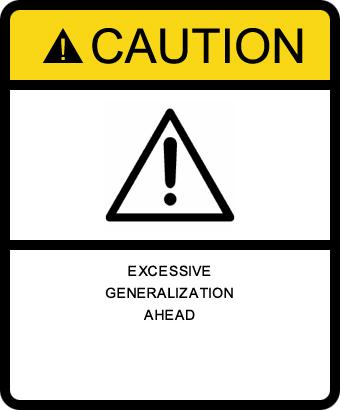 CAUTION
EXCESSIVE
GENERALIZATION
AHEAD